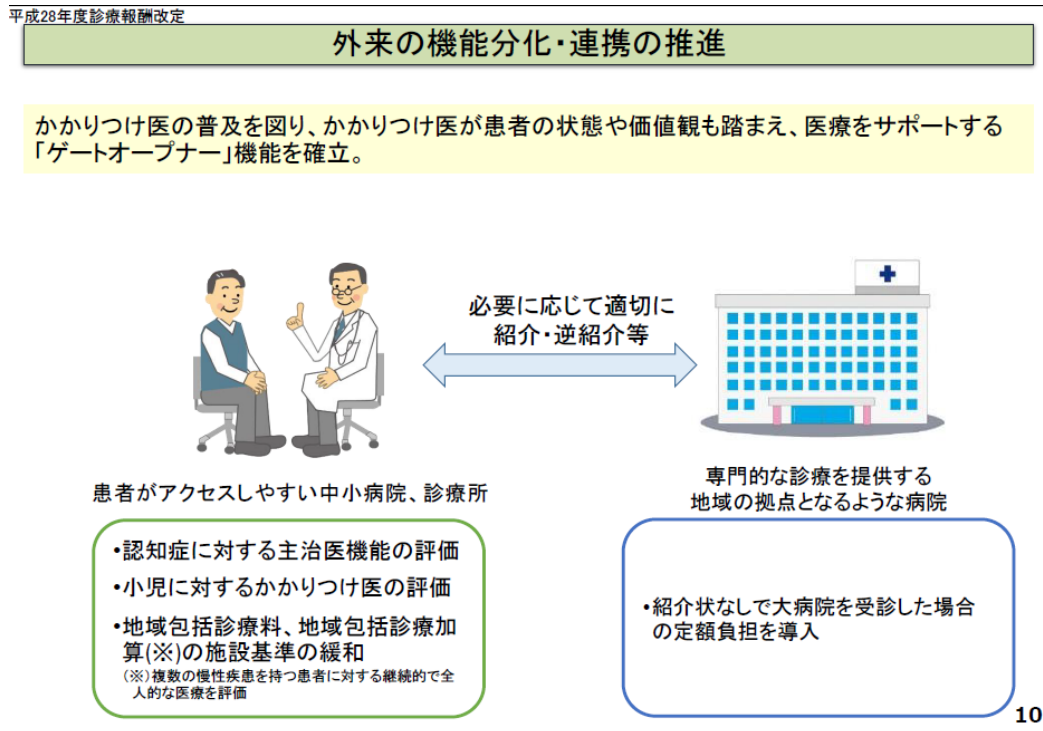 平成28年度診療報酬改定
外来の機能分化・連携の推進
かかりつけ医の普及を図り、かかりつけ医が患者の状態や価値観も踏まえ、医療をサポートする
「ゲートオープナー」機能を確立。
必要に応じて適切に
紹介・逆紹介等
患者がアクセスしやすい中小病院、診療所
・認知症に対する主治医機能の評価
・小児に対するかかりつけ医の評価
・地域包括診療料、地域包括診療加
算(※)の施設基準の緩和
(※)複数の慢性疾患を持つ患者に対する継続的で全
人的な医療を評価
専門的な診療を提供する
地域の拠点となるような病院
・紹介状なしで大病院を受診した場合
の定額負担を導入
10